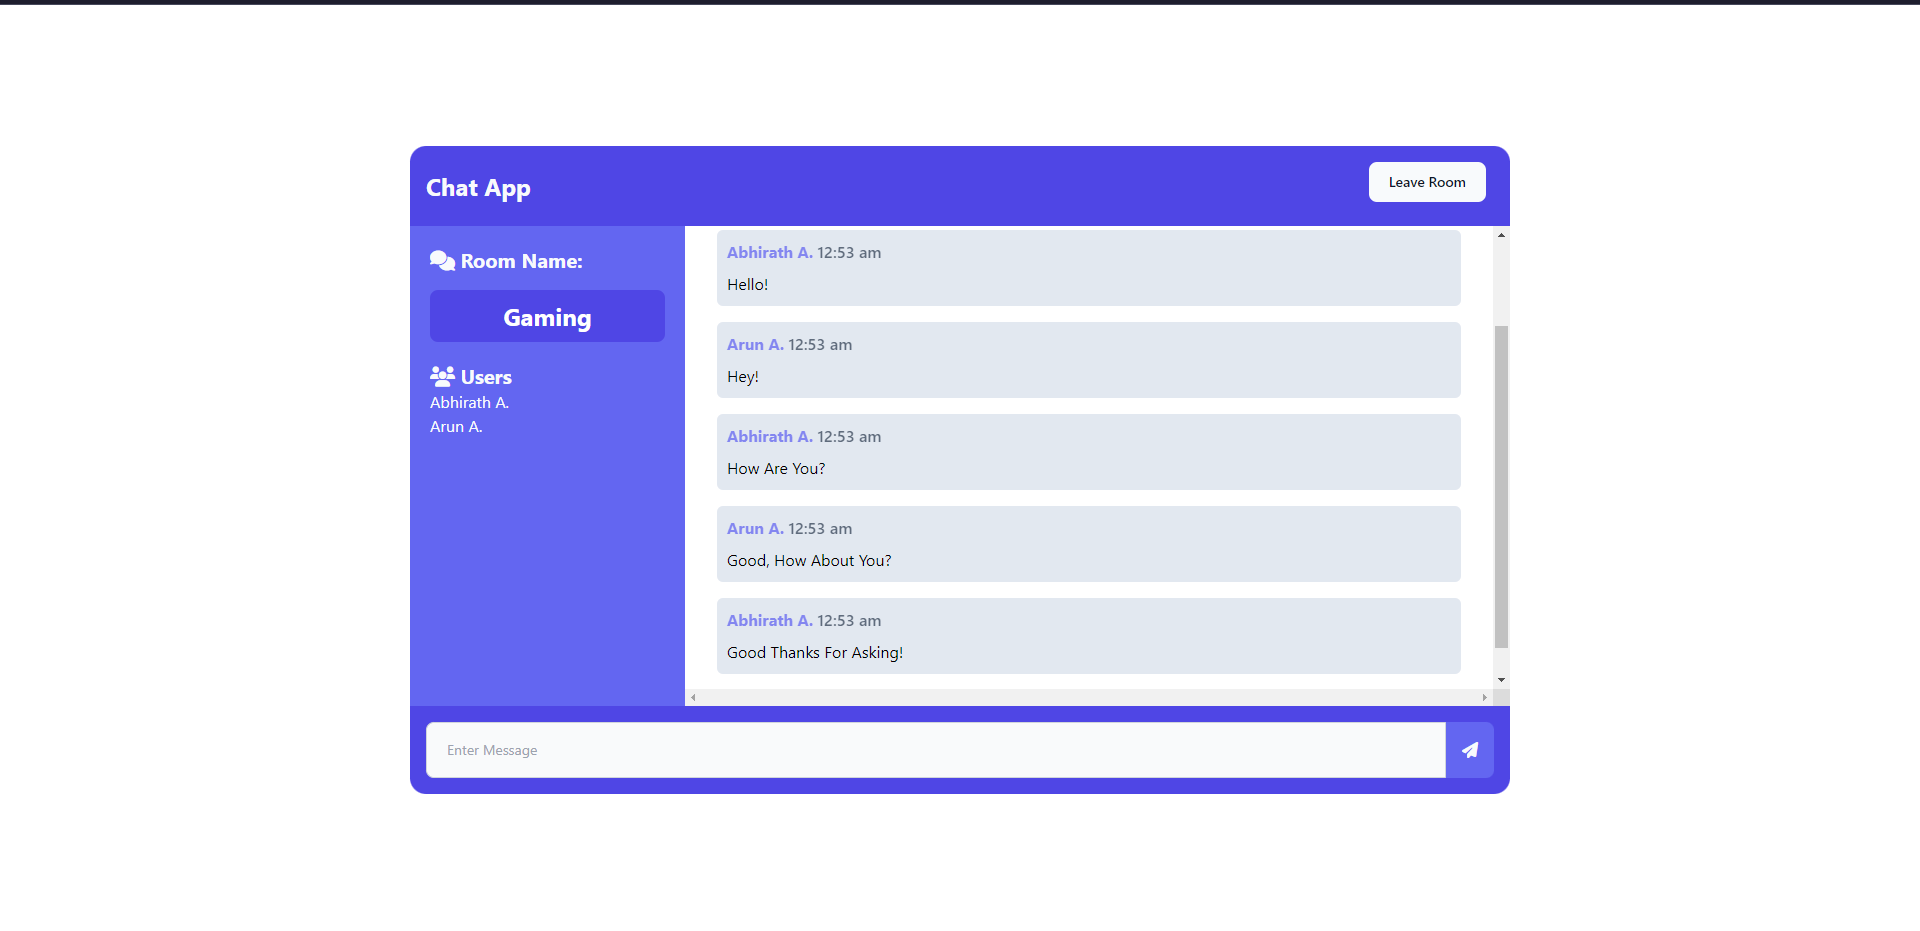 Chat App
Leave Room
Room Name:
Gaming
Users
Abhirath A.
Arun A.
Abhirath A. 12:53 am
Hello!
Arun A. 12:53 am
Hey!
Abhirath A. 12:53 am
How Are You?
Arun A. 12:53 am
Good, How About You?
Abhirath A. 12:53 am
Good Thanks For Asking!
Enter Message